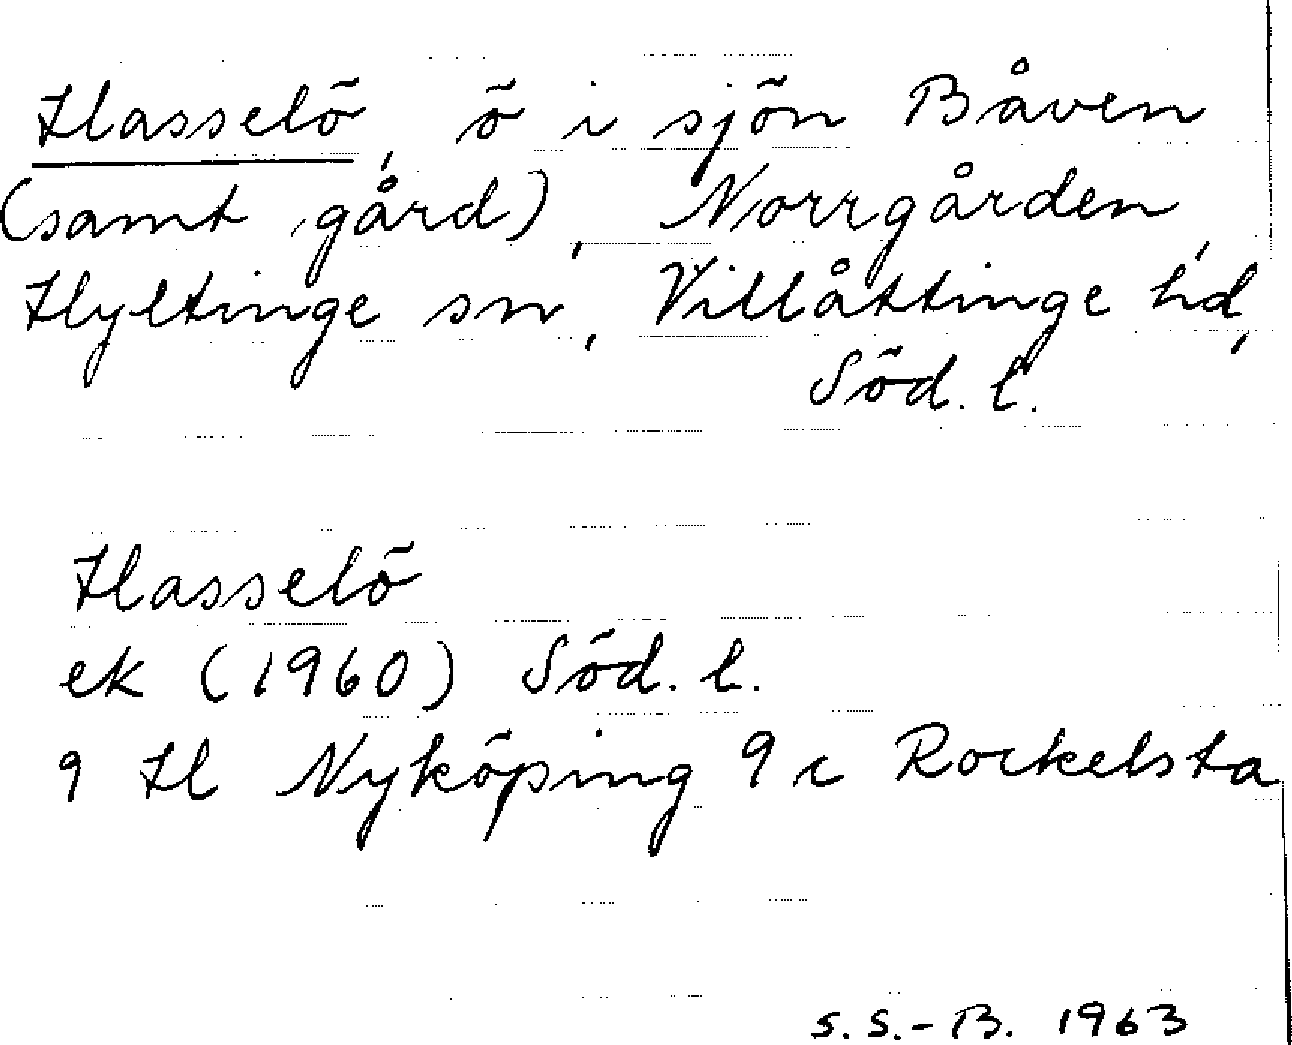 Hasselö, ö i sjön Båven
(samt gård), Norrgården,
Hyltinge sn, Villåttinge hd,
Söd. l.
Hasselö
ek (1960) Söd. l.
9 H Nyköping 9 c Rockelsta
S. S.-B. 1963